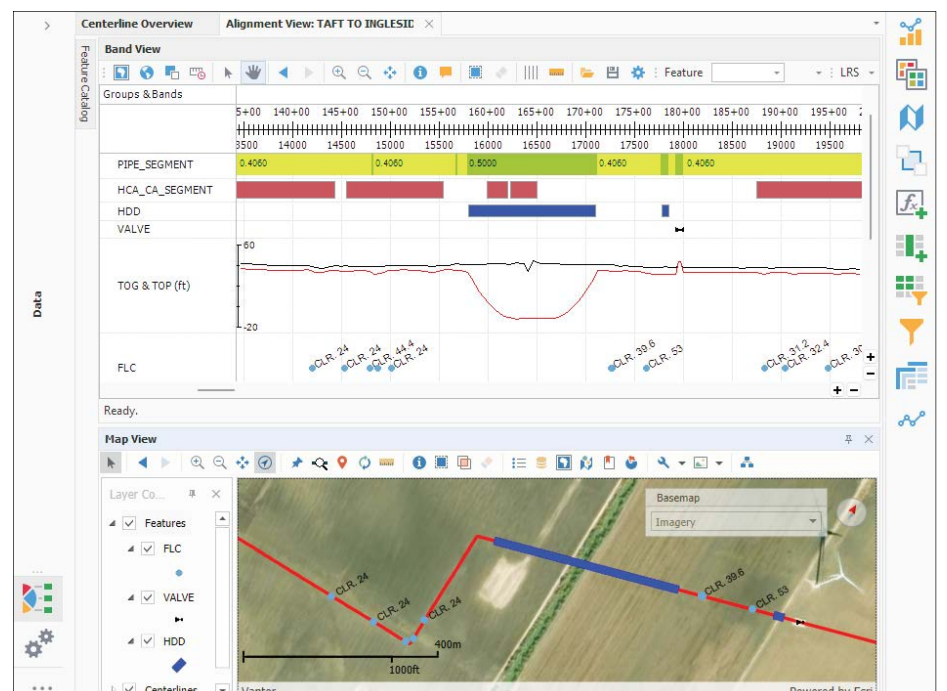 Centerline Overview
Alignment View: TAFT TO INGLESID
Feature Catalog
Band View
Feature
LRS
Groups & Bands
5+00 140+00 145+00 150+00 155+00 160+00 165+00 170+00 175+00 180+00 185+00 190+00 195+00
13500 14000 14500 15000 15500 16000 16500 17000 17500 18000 18500 19000 19500
PIPE_SEGMENT
0.4060 0.4060 0.5000 0.4060 0.4060
HCA_CA_SEGMENT
HDD
VALVE
TOG & TOP (ft)
60
-20
FLC
CLR. 24 CLR. 24 CLR. 44.4 CLR. 24 CLR. 39.6 CLR. 53 CLR. 31.2 CLR. 32.4
Ready.
Data
Map View
Layer Co...
Features
FLC
VALVE
HDD
Centerlines
Basemap
Imagery
CLR. 24
CLR. 24
CLR. 24
CLR. 39.6
CLR. 53
400m
1000ft
Vantor
Powered by Esri